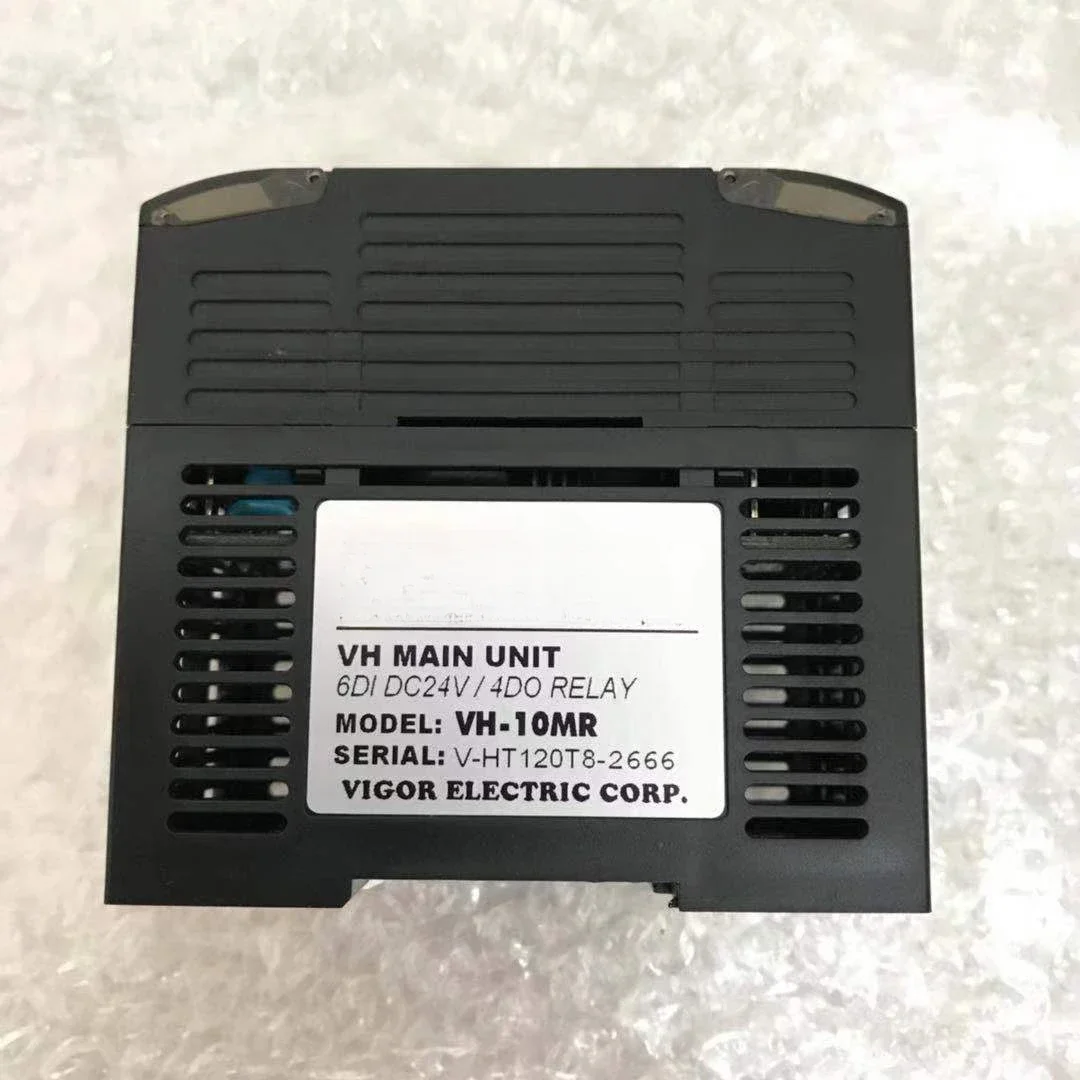 VH MAIN UNIT
6DI DC24V / 4DO RELAY
MODEL: VH-10MR
SERIAL: V-HT120T8-2666
VIGOR ELECTRIC CORP.